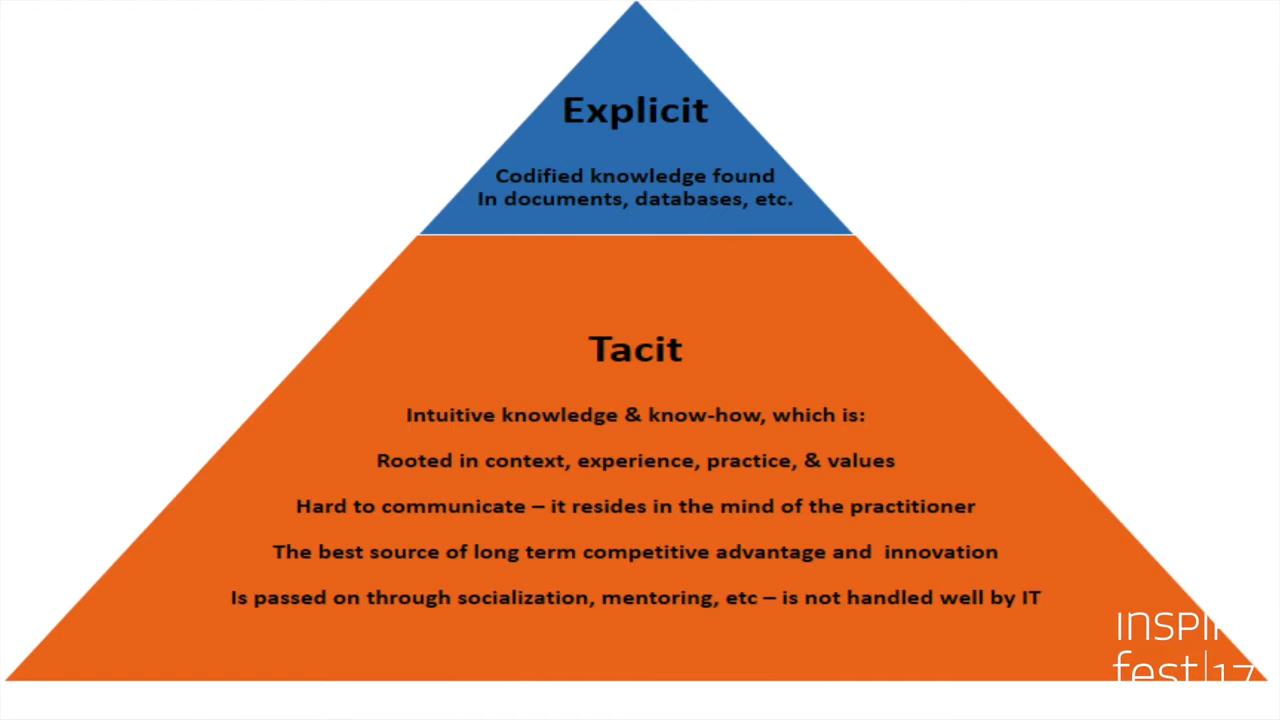 Explicit
Codified knowledge found
In documents, databases, etc.
Tacit
Intuitive knowledge & know-how, which is:
Rooted in context, experience, practice, & values
Hard to communicate – it resides in the mind of the practitioner
The best source of long term competitive advantage and  innovation
Is passed on through socialization, mentoring, etc – is not handled well by IT
fest|17